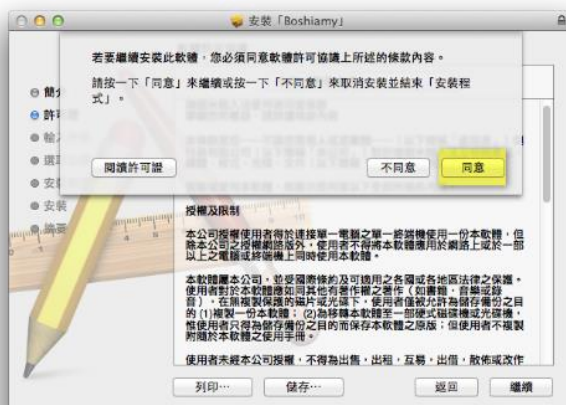 安裝「Boshiamy」
若要繼續安裝此軟體,您必須同意軟體許可協議上所述的條款內容。
請按一下「同意」來繼續或按一下「不同意」來取消安裝並結束「安裝程
式」。
閱讀許可證 不同意 同意
簡介
許可
輸入
選取
安裝
安裝
摘要
授權及限制
本公司授權使用者得於連接單一電腦之單一終端機使用一份本軟體,但
除本公司之授權網路版外,使用者不得將本軟體應用於網路上或於一部
以上之電腦或終端機上同時使用本軟體。
本軟體屬本公司,並受國際條約及可適用之各國或各地區法律之保護。
使用者對於本軟體應如同其他有著作權之著作(如書籍,音樂或錄
音),在無複製保護的磁片或光碟下,使用者僅被允許為儲存備份之目
的 (1)複製一份本軟體; (2)為移轉本軟體至一部硬式磁碟機或光碟機,
惟使用者只得為儲存備份之目的而保存本軟體之原版;但使用者不複製
附隨於本軟體之使用手冊。
使用者未經本公司授權,不得為出售,出租,互易,出借,散佈或改作
列印… 儲存… 返回 繼續